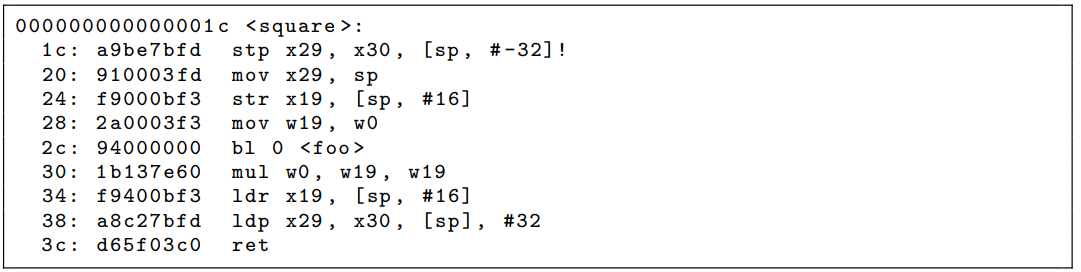 000000000000001c <square>:
1c: a9be7bfd stp x29, x30, [sp, #-32]!
20: 910003fd mov x29, sp
24: f9000bf3 str x19, [sp, #16]
28: 2a0003f3 mov w19, w0
2c: 94000000 bl 0 <foo>
30: 1b137e60 mul w0, w19, w19
34: f9400bf3 ldr x19, [sp, #16]
38: a8c27bfd ldp x29, x30, [sp], #32
3c: d65f03c0 ret